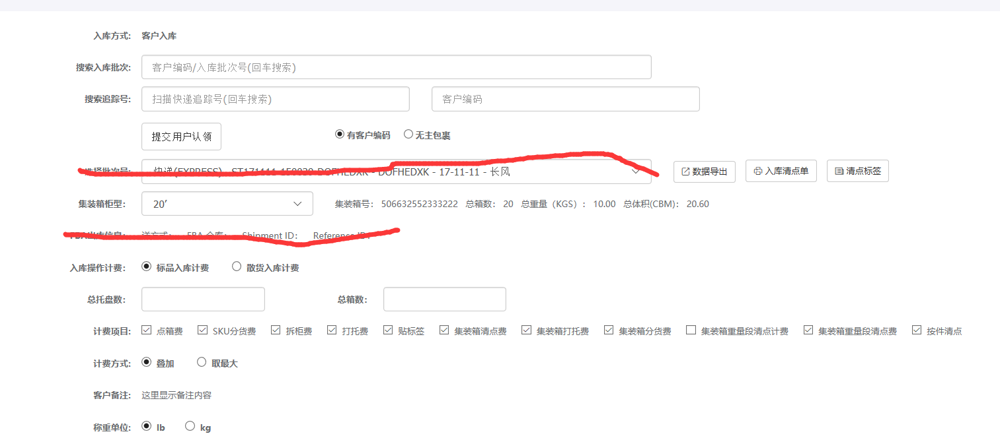 入库方式: 客户入库
搜索入库批次: 客户编码/入库批次号(回车搜索)
搜索追踪号: 扫描快递追踪号(回车搜索) 客户编码
提交用户认领 有客户编码 无主包裹
选择批次号: 快递(EXPRESS) - ST171111-150820-DOFHEDXK - DOFHEDXK - 17-11-11 - 长风 数据导出 入库清点单 清点标签
集装箱柜型: 20′ 集装箱号: 506632552333222 总箱数: 20 总重量 (KGS) : 10.00 总体积(CBM): 20.60
FBA出库信息: 送方式: FBA 仓库: Shipment ID: Reference ID:
入库操作计费: 标品入库计费 散货入库计费
总托盘数: 总箱数:
计费项目: 点箱费 SKU分货费 拆柜费 打托费 贴标签 集装箱清点费 集装箱打托费 集装箱分货费 集装箱重量段清点计费 集装箱重量段清点费 按件清点
计费方式: 叠加 取最大
客户备注: 这里显示备注内容
称重单位: lb kg